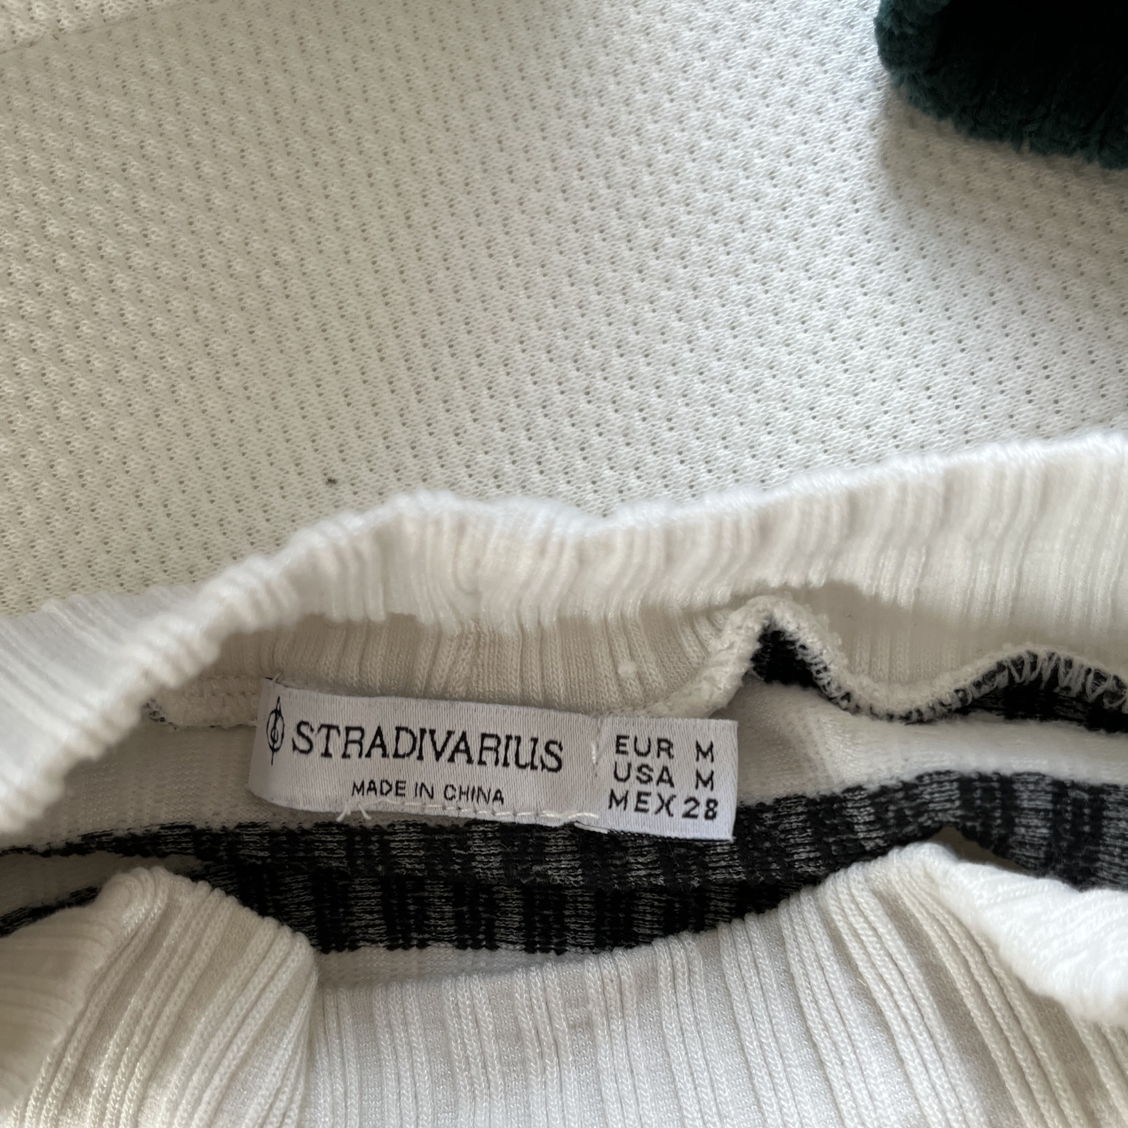 STRADIVARIUS
MADE IN CHINA
EUR M
USA M
MEX 28